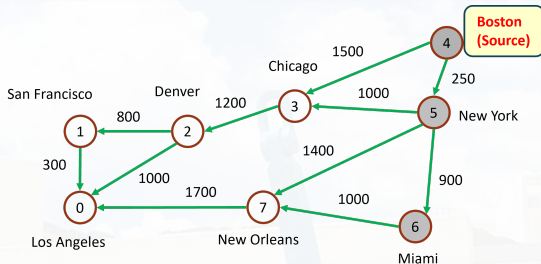 Boston
(Source)
4
1500
250
Chicago
San Francisco
Denver
1200
3
1000
5
New York
800
1
2
300
1000
1400
900
1700
1000
0
7
6
Los Angeles
New Orleans
Miami